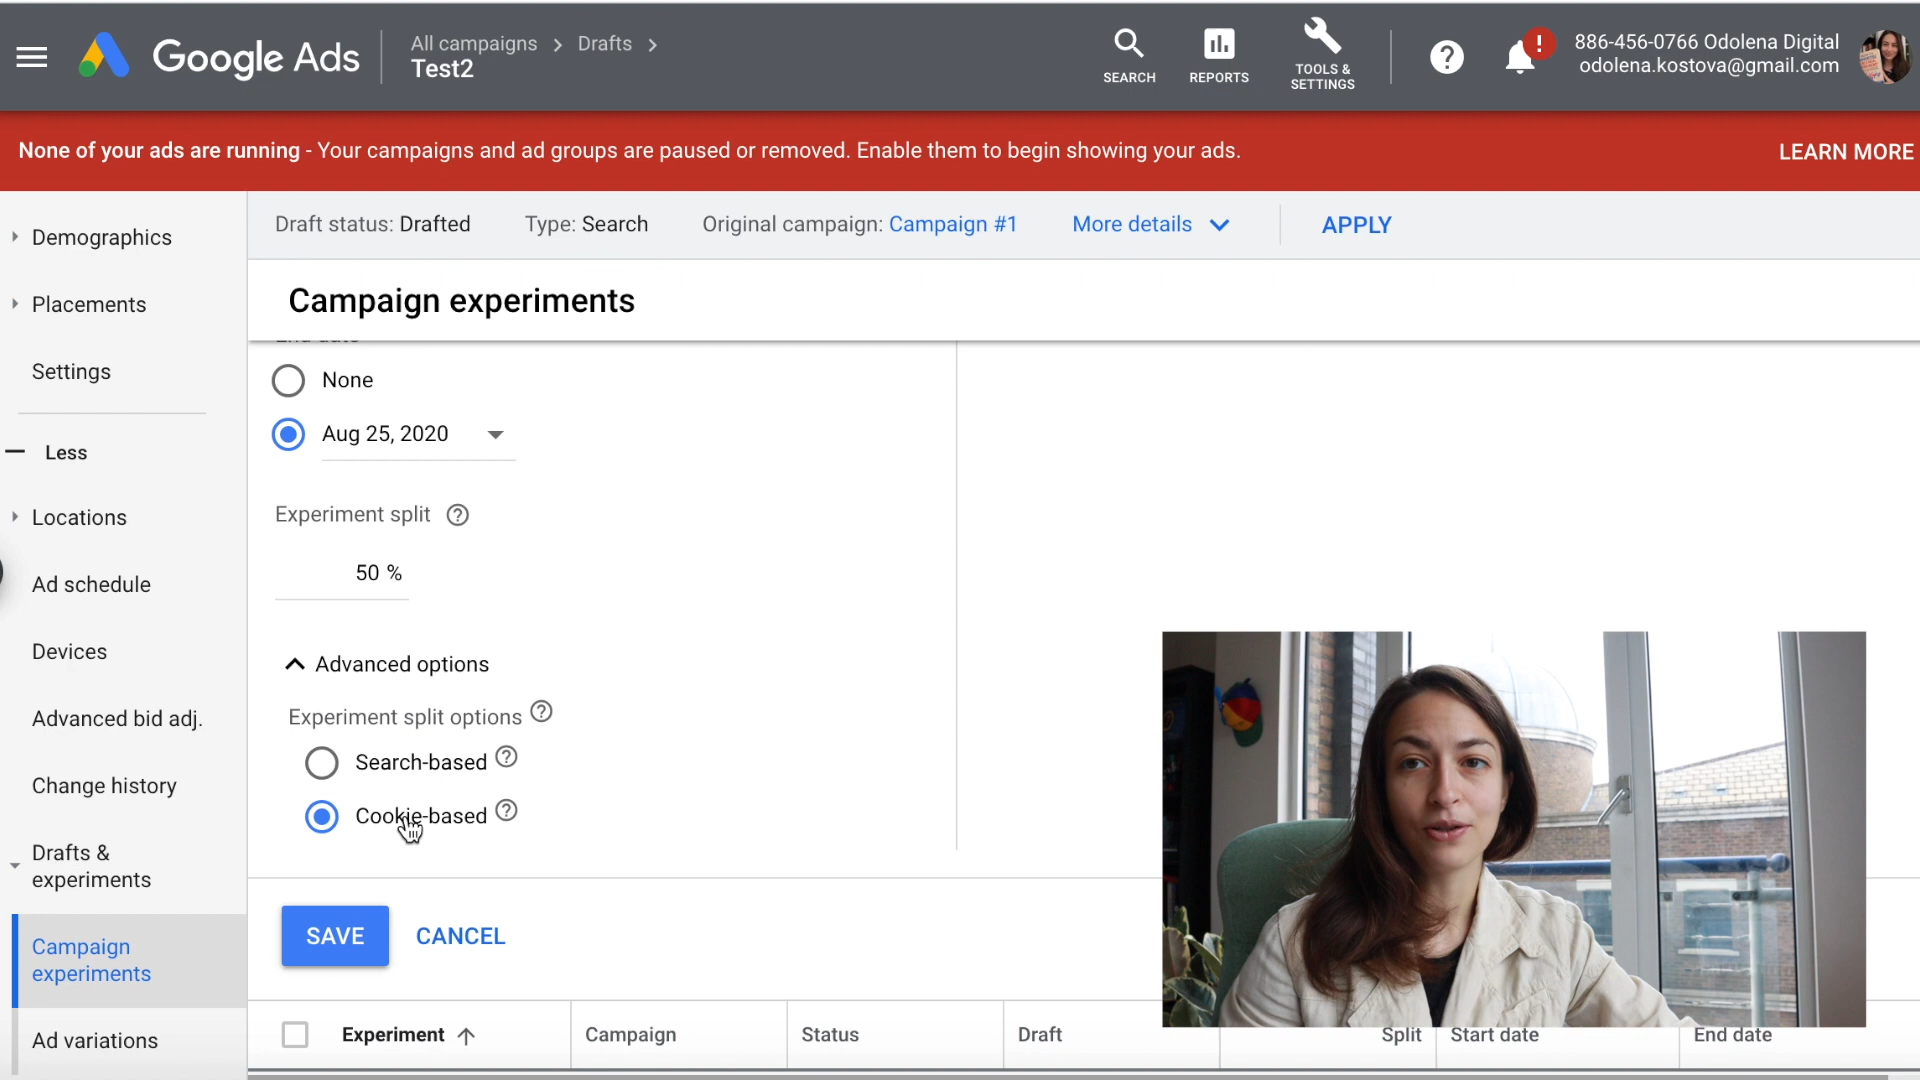 Google Ads
All campaigns > Drafts >
Test2
SEARCH
REPORTS
TOOLS &
SETTINGS
?
!
886-456-0766 Odolena Digital
odolena.kostova@gmail.com
None of your ads are running - Your campaigns and ad groups are paused or removed. Enable them to begin showing your ads.
LEARN MORE
Demographics
Placements
Settings
Less
Locations
Ad schedule
Devices
Advanced bid adj.
Change history
Drafts &
experiments
Campaign
experiments
Ad variations
Draft status: Drafted
Type: Search
Original campaign: Campaign #1
More details
APPLY
Campaign experiments
None
Aug 25, 2020
Experiment split ?
50 %
Advanced options
Experiment split options ?
Search-based ?
Cookie-based ?
SAVE
CANCEL
Experiment
Campaign
Status
Draft
Split
Start date
End date